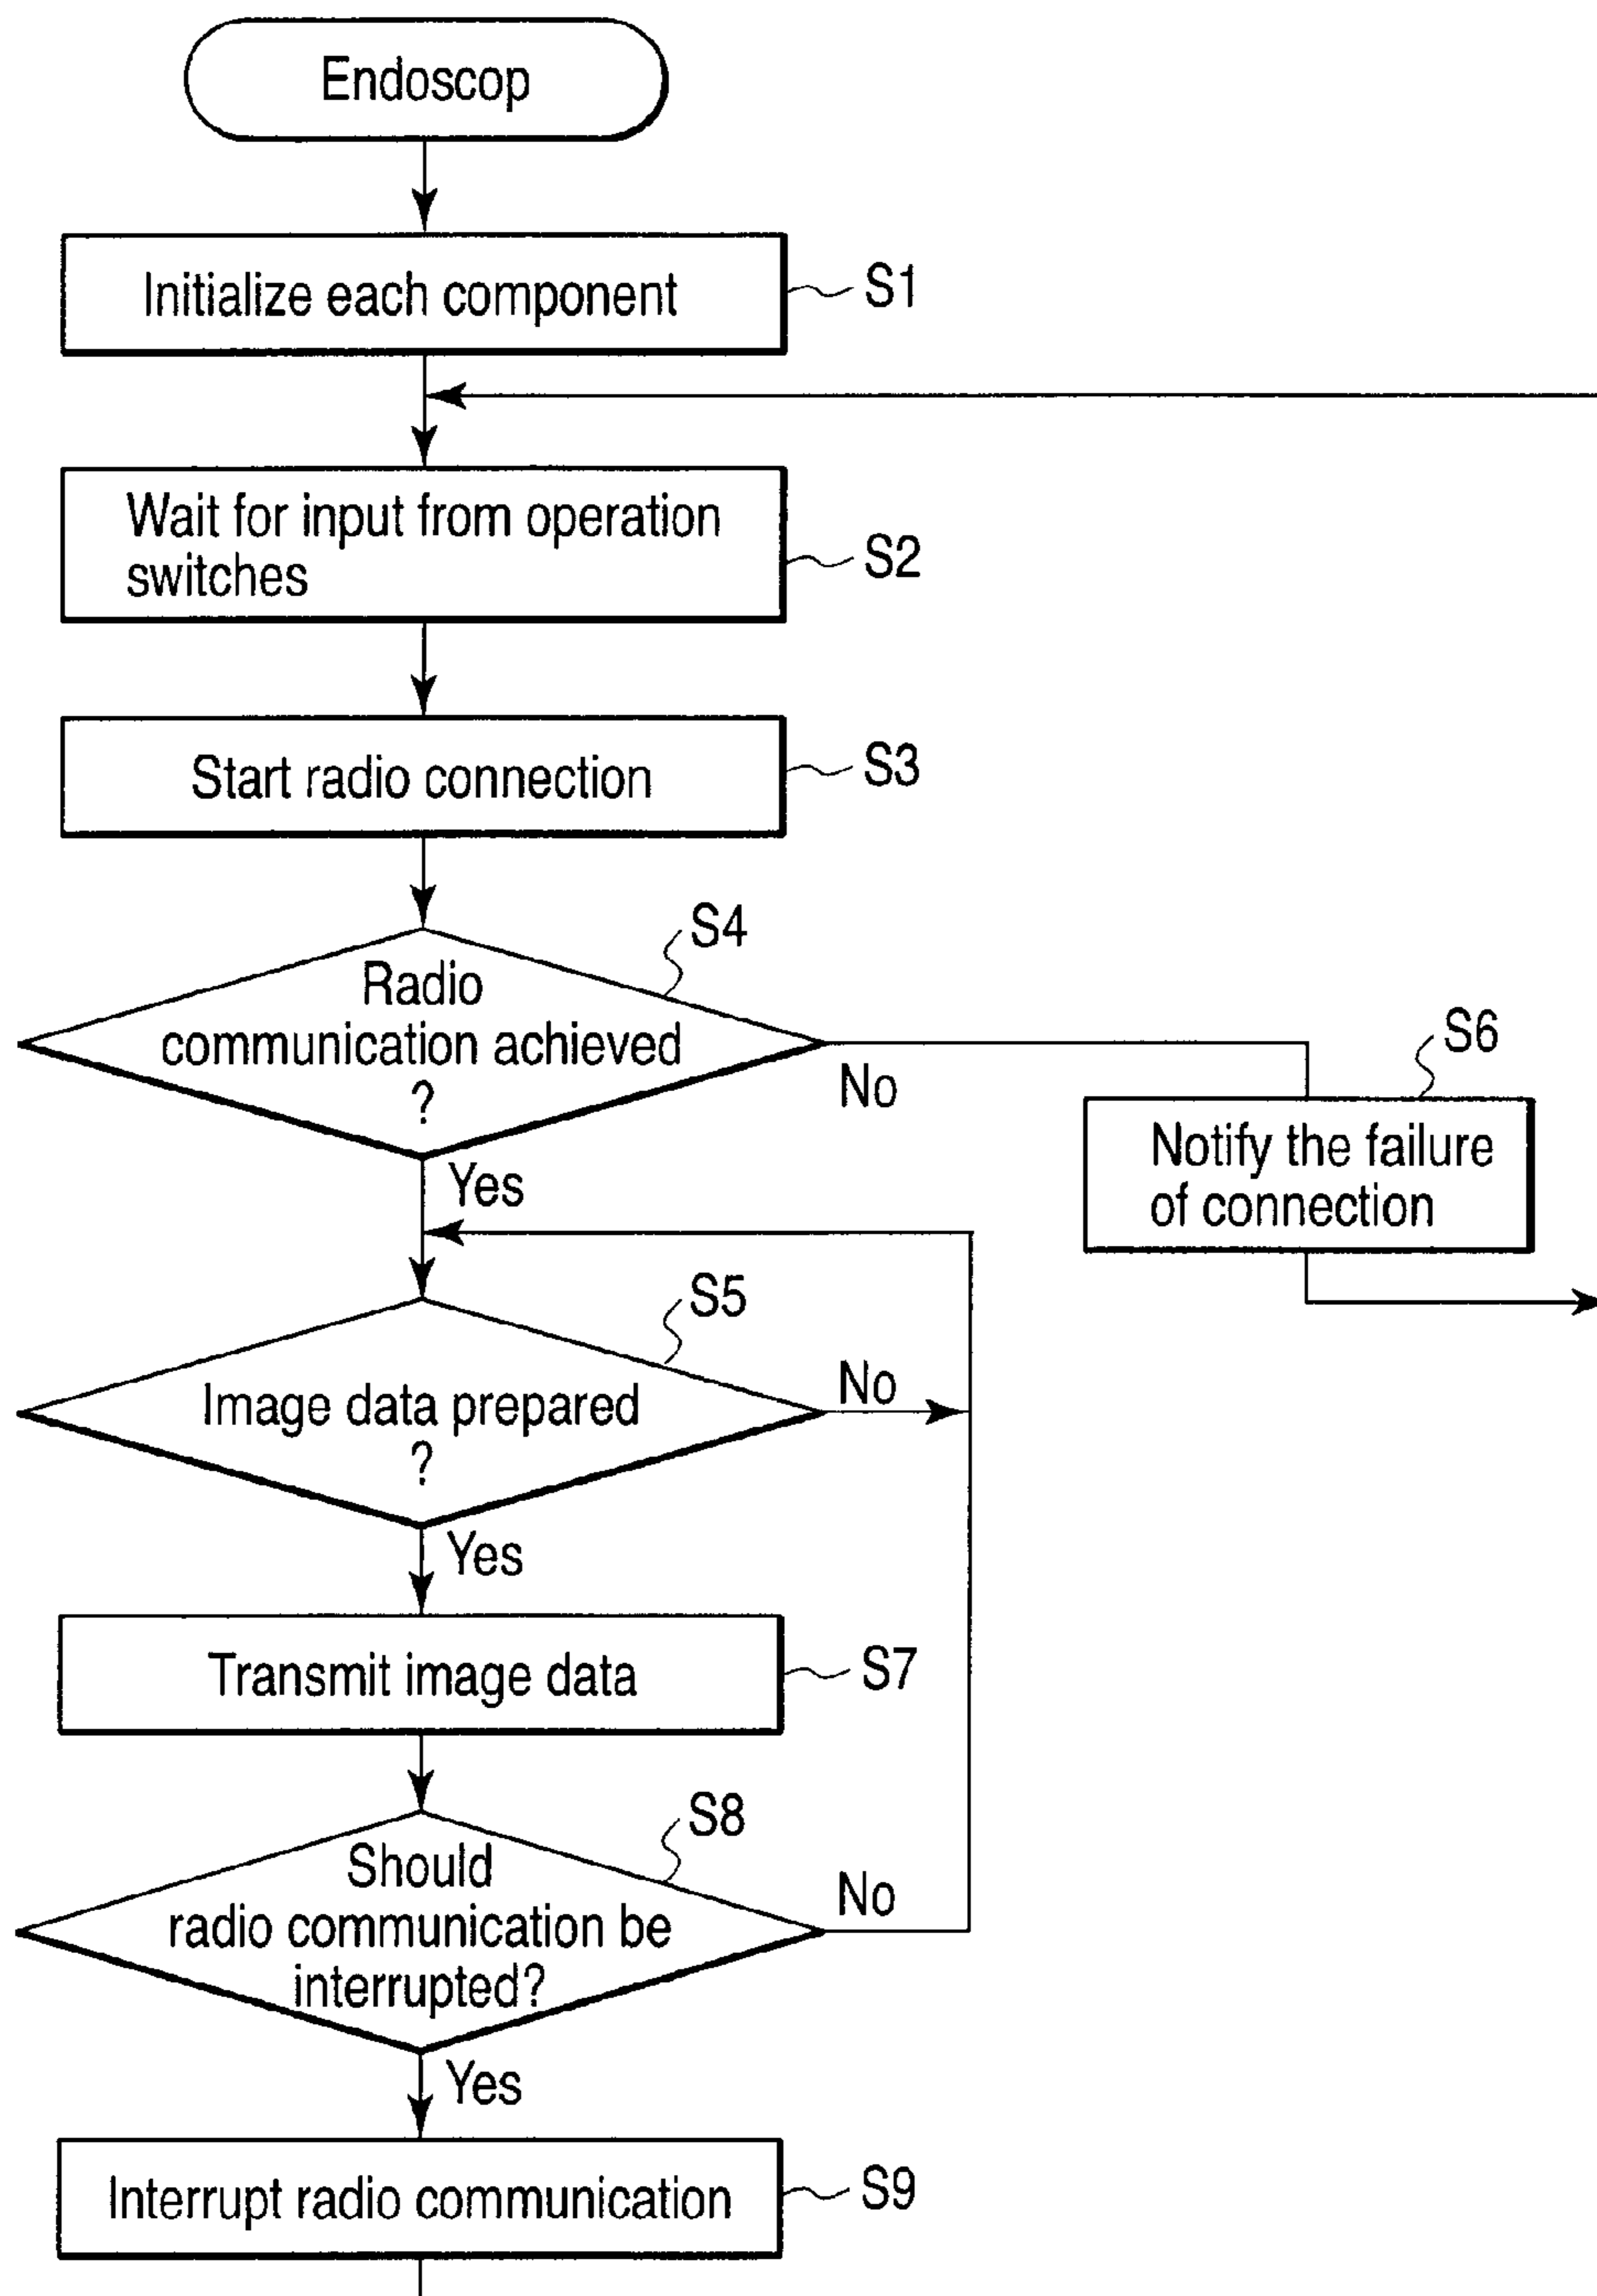 Endoscop
Initialize each component
S1
Wait for input from operation
switches
S2
Start radio connection
S3
S4
Radio
communication achieved
?
No
S6
Notify the failure
of connection
Yes
S5
Image data prepared
?
No
Yes
Transmit image data
S7
S8
Should
radio communication be
interrupted?
No
Yes
Interrupt radio communication
S9